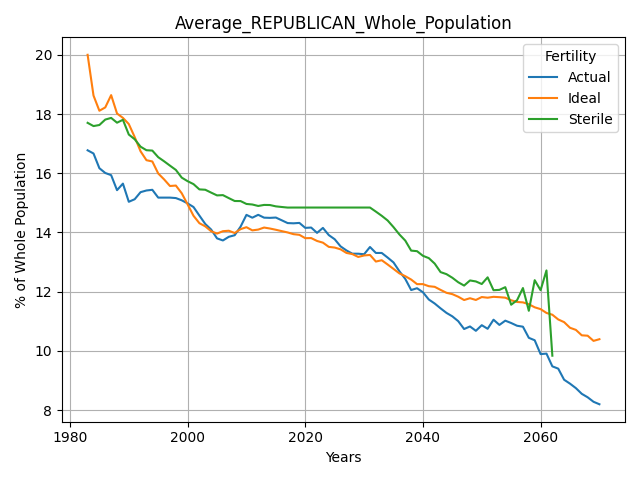 Average_REPUBLICAN_Whole_Population
% of Whole Population
20
18
16
14
12
10
8
1980
2000
2020
2040
2060
Years
Fertility
Actual
Ideal
Sterile